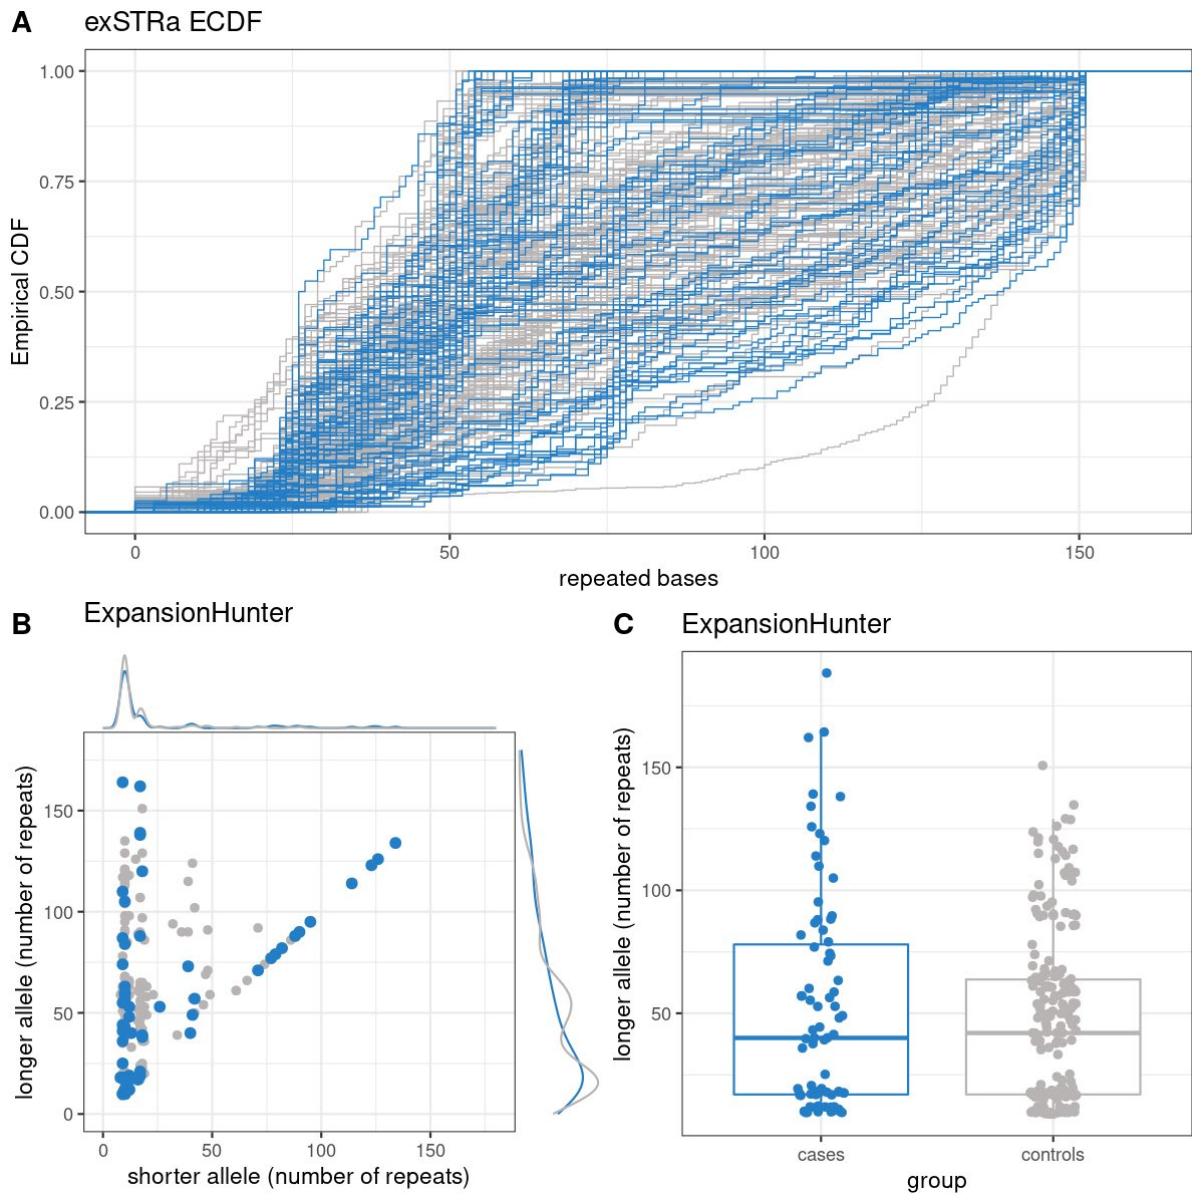 A
exSTRa ECDF
1.00
0.75
0.50
0.25
0.00
Empirical CDF
0
50
100
150
repeated bases
B
ExpansionHunter
150
100
50
0
longer allele (number of repeats)
0
50
100
150
shorter allele (number of repeats)
C
ExpansionHunter
150
100
50
longer allele (number of repeats)
cases
controls
group